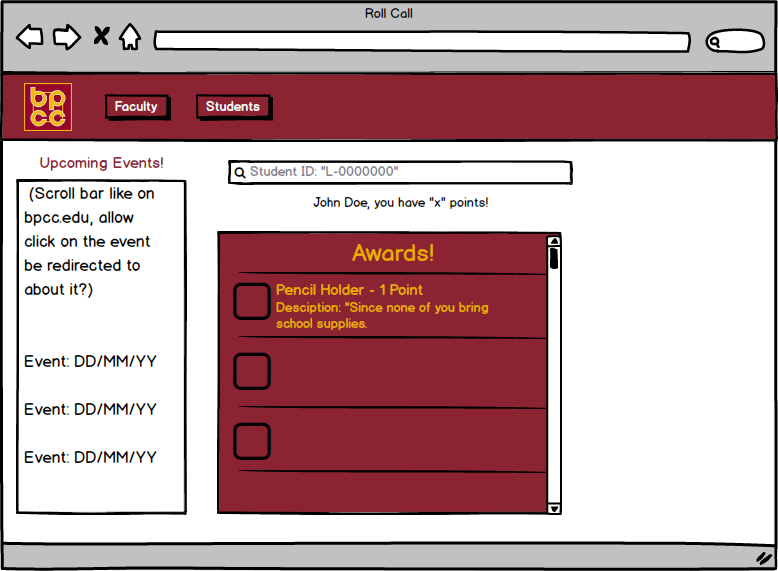 Roll Call
bp
cc
Faculty
Students
Upcoming Events!
(Scroll bar like on
bpcc.edu, allow
click on the event
be redirected to
about it?)
Event: DD/MM/YY
Event: DD/MM/YY
Event: DD/MM/YY
Student ID: "L-0000000"
John Doe, you have "x" points!
Awards!
Pencil Holder - 1 Point
Desciption: "Since none of you bring
school supplies.